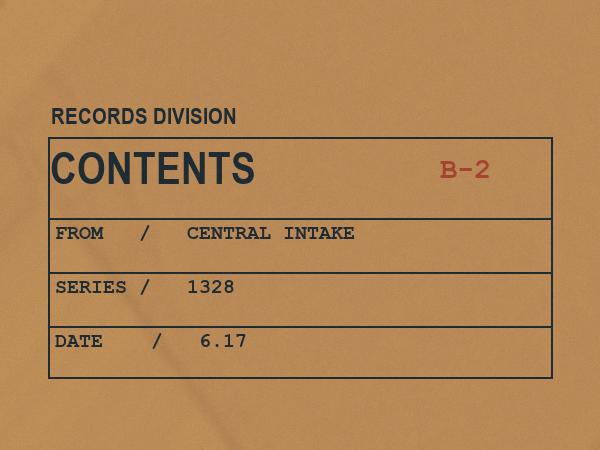 RECORDS DIVISION
CONTENTS B-2
FROM / CENTRAL INTAKE
SERIES / 1328
DATE / 6.17